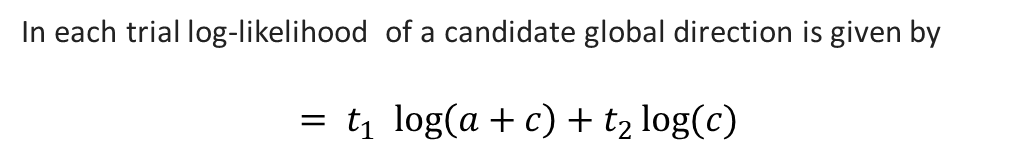 In each trial log-likelihood of a candidate global direction is given by
= t₁ log(a + c) + t₂ log(c)